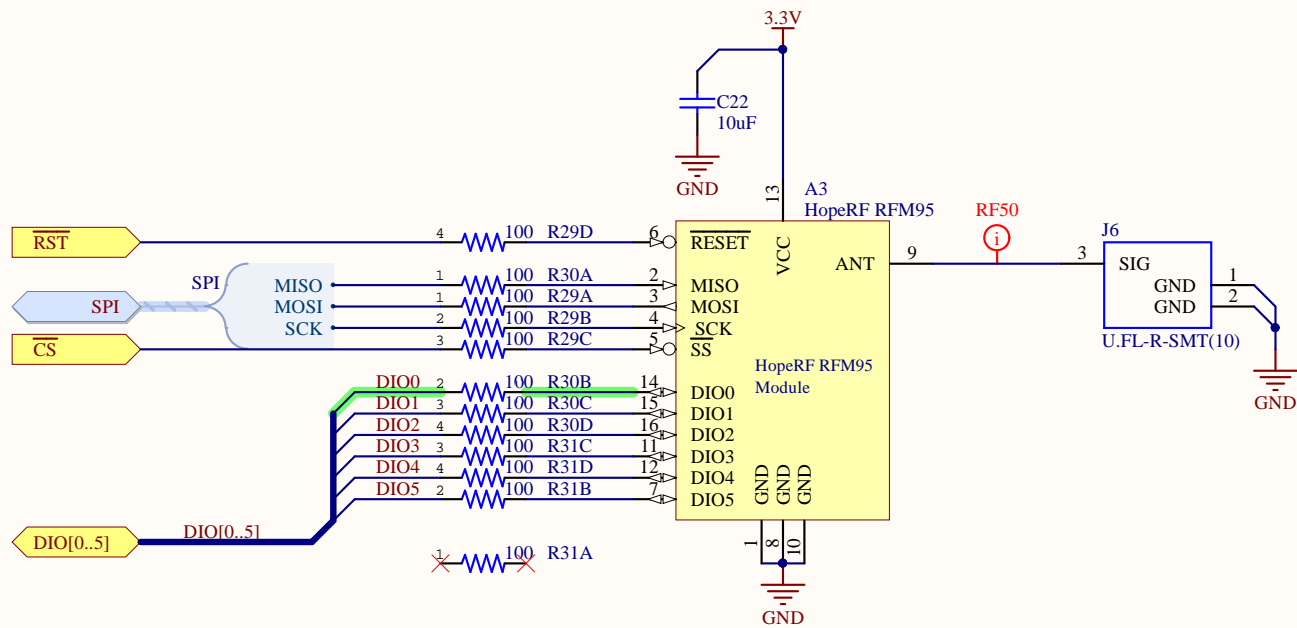 3.3V
C22
10uF
GND
A3
HopeRF RFM95
13
VCC
RST
4
100
R29D
6
RESET
SPI
SPI
MISO
1
100
R30A
2
MISO
MOSI
1
100
R29A
3
MOSI
SCK
2
100
R29B
4
SCK
CS
3
100
R29C
5
SS
ANT
9
RF50
i
3
J6
SIG
GND
1
GND
2
U.FL-R-SMT(10)
GND
HopeRF RFM95
Module
DIO0
2
100
R30B
14
DIO0
DIO1
3
100
R30C
15
DIO1
DIO2
4
100
R30D
16
DIO2
DIO3
3
100
R31C
11
DIO3
DIO4
4
100
R31D
12
DIO4
DIO5
2
100
R31B
7
DIO5
GND
GND
GND
1
8
10
GND
DIO[0..5]
DIO[0..5]
1
100
R31A